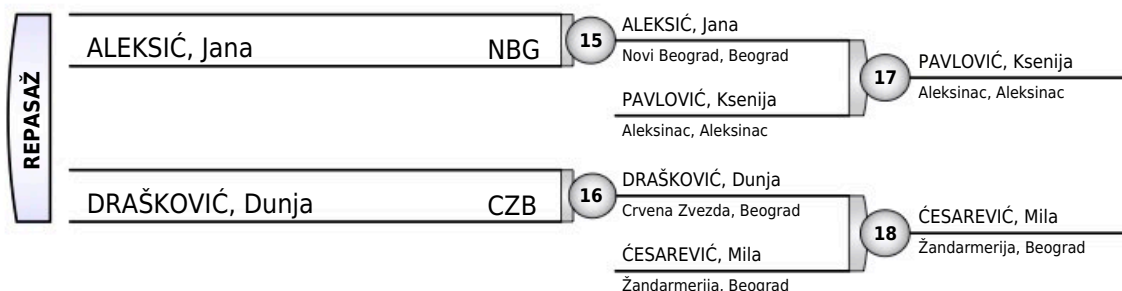 REPASAŽ
ALEKSIĆ, Jana NBG
15
ALEKSIĆ, Jana
Novi Beograd, Beograd
PAVLOVIĆ, Ksenija
Aleksinac, Aleksinac
17
PAVLOVIĆ, Ksenija
Aleksinac, Aleksinac
DRAŠKOVIĆ, Dunja CZB
16
DRAŠKOVIĆ, Dunja
Crvena Zvezda, Beograd
ĆESAREVIĆ, Mila
Žandarmerija, Beograd
18
ĆESAREVIĆ, Mila
Žandarmerija, Beograd